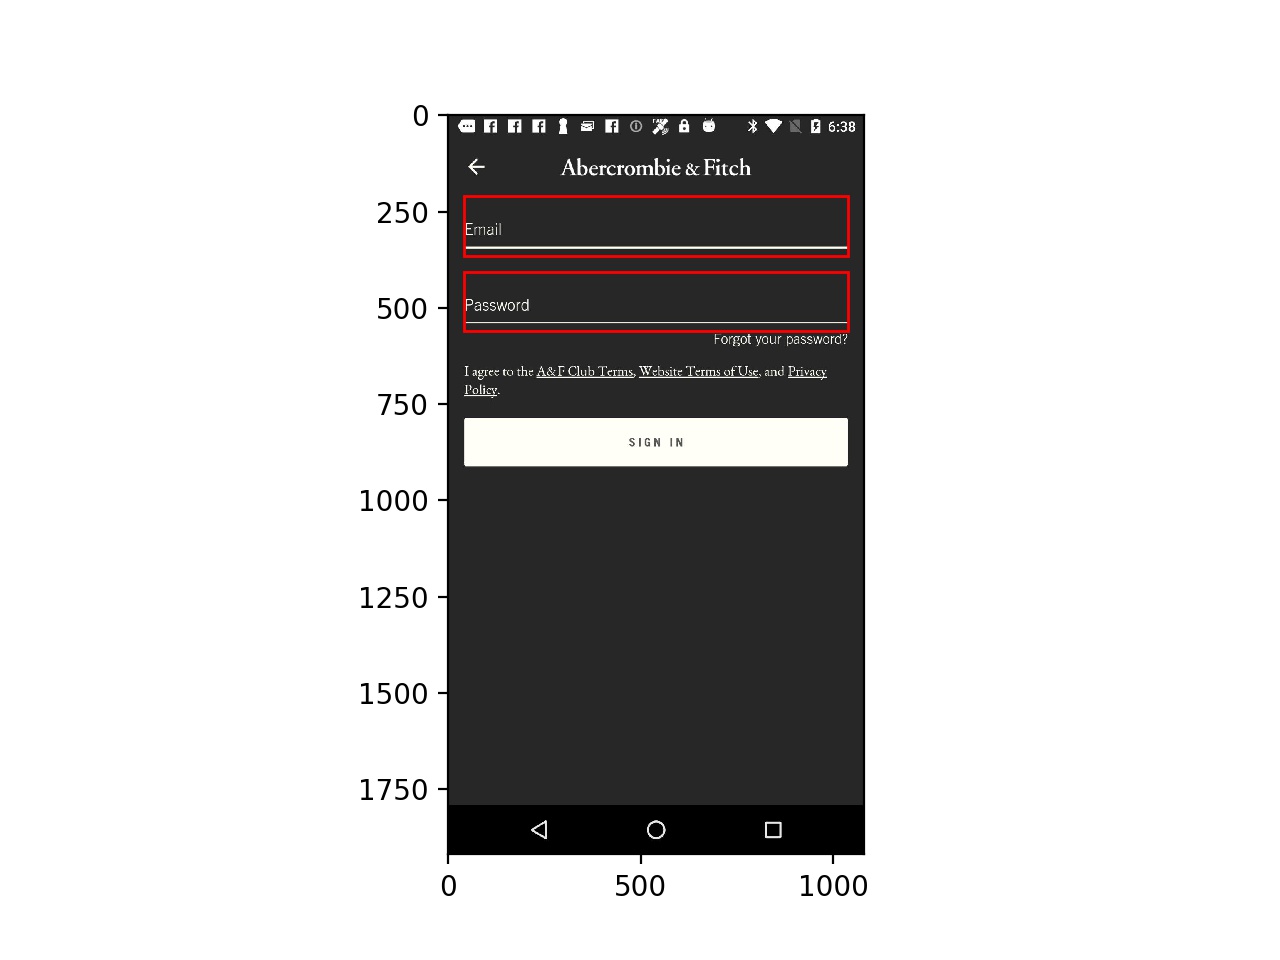 0
6:38
Abercrombie & Fitch
250
Email
500
Password
Forgot your password?
I agree to the A&F Club Terms, Website Terms of Use, and Privacy
Policy.
750
SIGN IN
1000
1250
1500
1750
0 500 1000